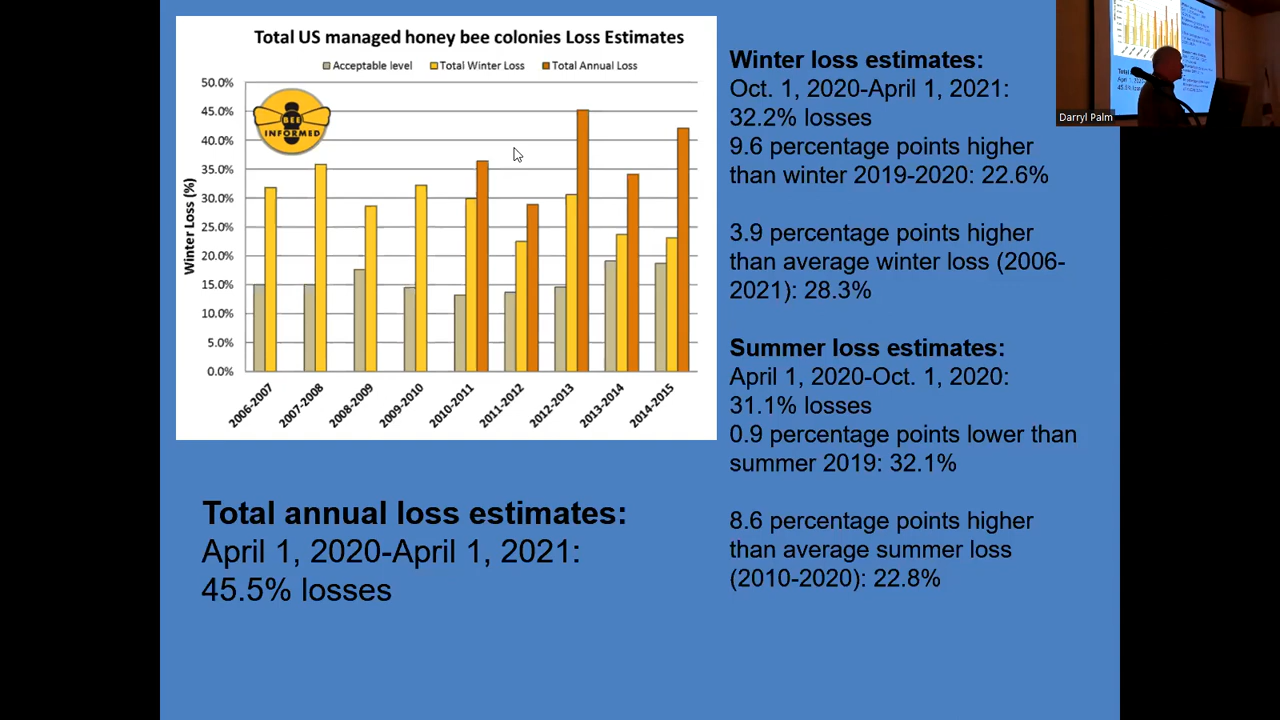 Total US managed honey bee colonies Loss Estimates
Acceptable level Total Winter Loss Total Annual Loss
50.0%
45.0%
40.0%
35.0%
30.0%
25.0%
20.0%
15.0%
10.0%
5.0%
0.0%
Winter Loss (%)
BEE
INFORMED
2006-2007
2007-2008
2008-2009
2009-2010
2010-2011
2011-2012
2012-2013
2013-2014
2014-2015
Total annual loss estimates:
April 1, 2020-April 1, 2021:
45.5% losses
Winter loss estimates:
Oct. 1, 2020-April 1, 2021:
32.2% losses
9.6 percentage points higher
than winter 2019-2020: 22.6%
3.9 percentage points higher
than average winter loss (2006-
2021): 28.3%
Summer loss estimates:
April 1, 2020-Oct. 1, 2020:
31.1% losses
0.9 percentage points lower than
summer 2019: 32.1%
8.6 percentage points higher
than average summer loss
(2010-2020): 22.8%
Darryl Palm